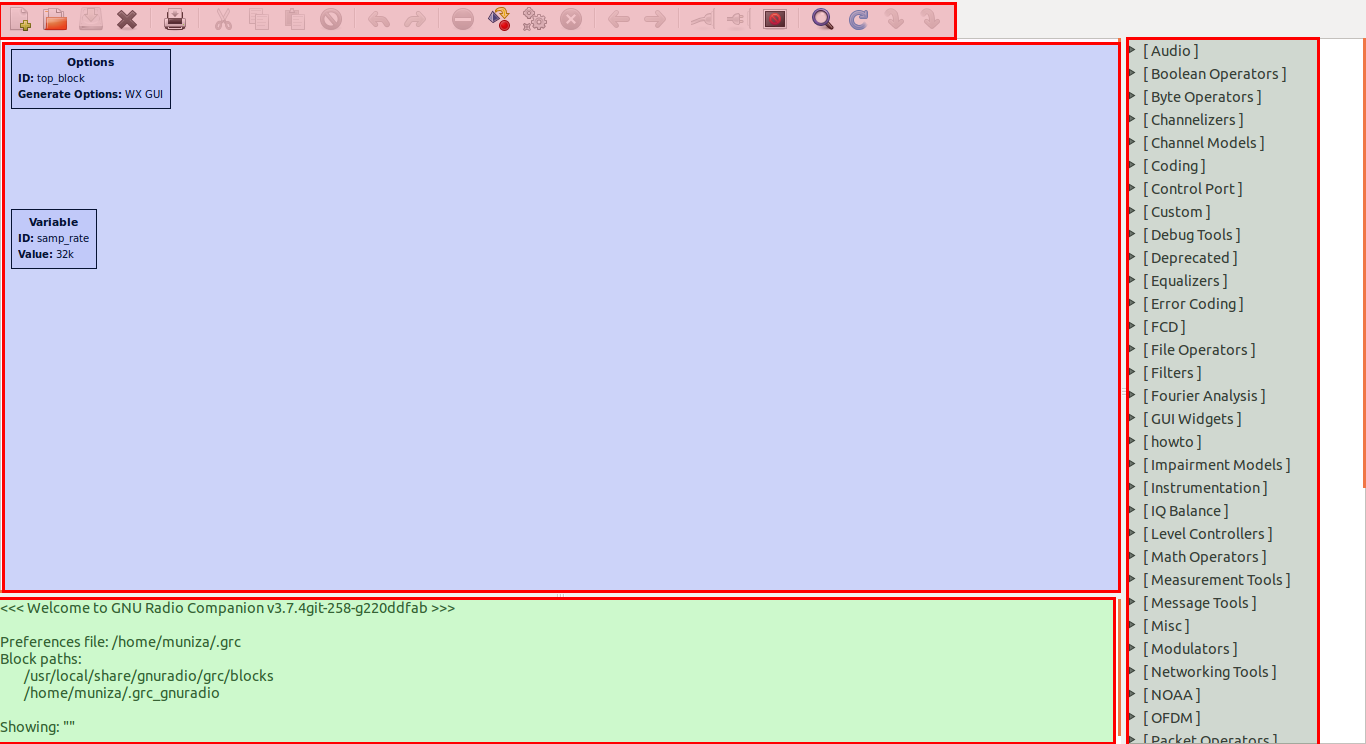 Options
ID: top_block
Generate Options: WX GUI
Variable
ID: samp_rate
Value: 32k
<<< Welcome to GNU Radio Companion v3.7.4git-258-g220ddfab >>>
Preferences file: /home/muniza/.grc
Block paths:
/usr/local/share/gnuradio/grc/blocks
/home/muniza/.grc_gnuradio
Showing: ""
[ Audio ]
[ Boolean Operators ]
[ Byte Operators ]
[ Channelizers ]
[ Channel Models ]
[ Coding ]
[ Control Port ]
[ Custom ]
[ Debug Tools ]
[ Deprecated ]
[ Equalizers ]
[ Error Coding ]
[ FCD ]
[ File Operators ]
[ Filters ]
[ Fourier Analysis ]
[ GUI Widgets ]
[ howto ]
[ Impairment Models ]
[ Instrumentation ]
[ IQ Balance ]
[ Level Controllers ]
[ Math Operators ]
[ Measurement Tools ]
[ Message Tools ]
[ Misc ]
[ Modulators ]
[ Networking Tools ]
[ NOAA ]
[ OFDM ]
[ Packet Operators ]